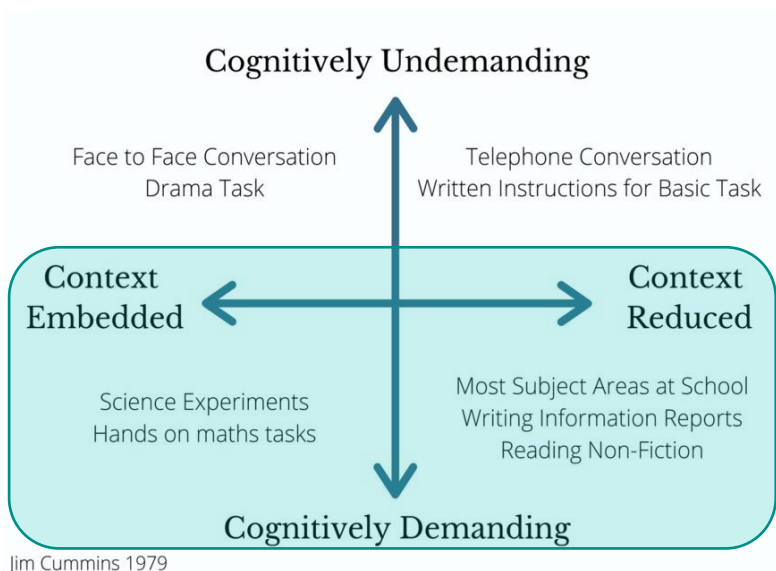 Cognitively Undemanding
Face to Face Conversation
Drama Task
Telephone Conversation
Written Instructions for Basic Task
Context
Embedded
Context
Reduced
Science Experiments
Hands on maths tasks
Most Subject Areas at School
Writing Information Reports
Reading Non-Fiction
Cognitively Demanding
Jim Cummins 1979